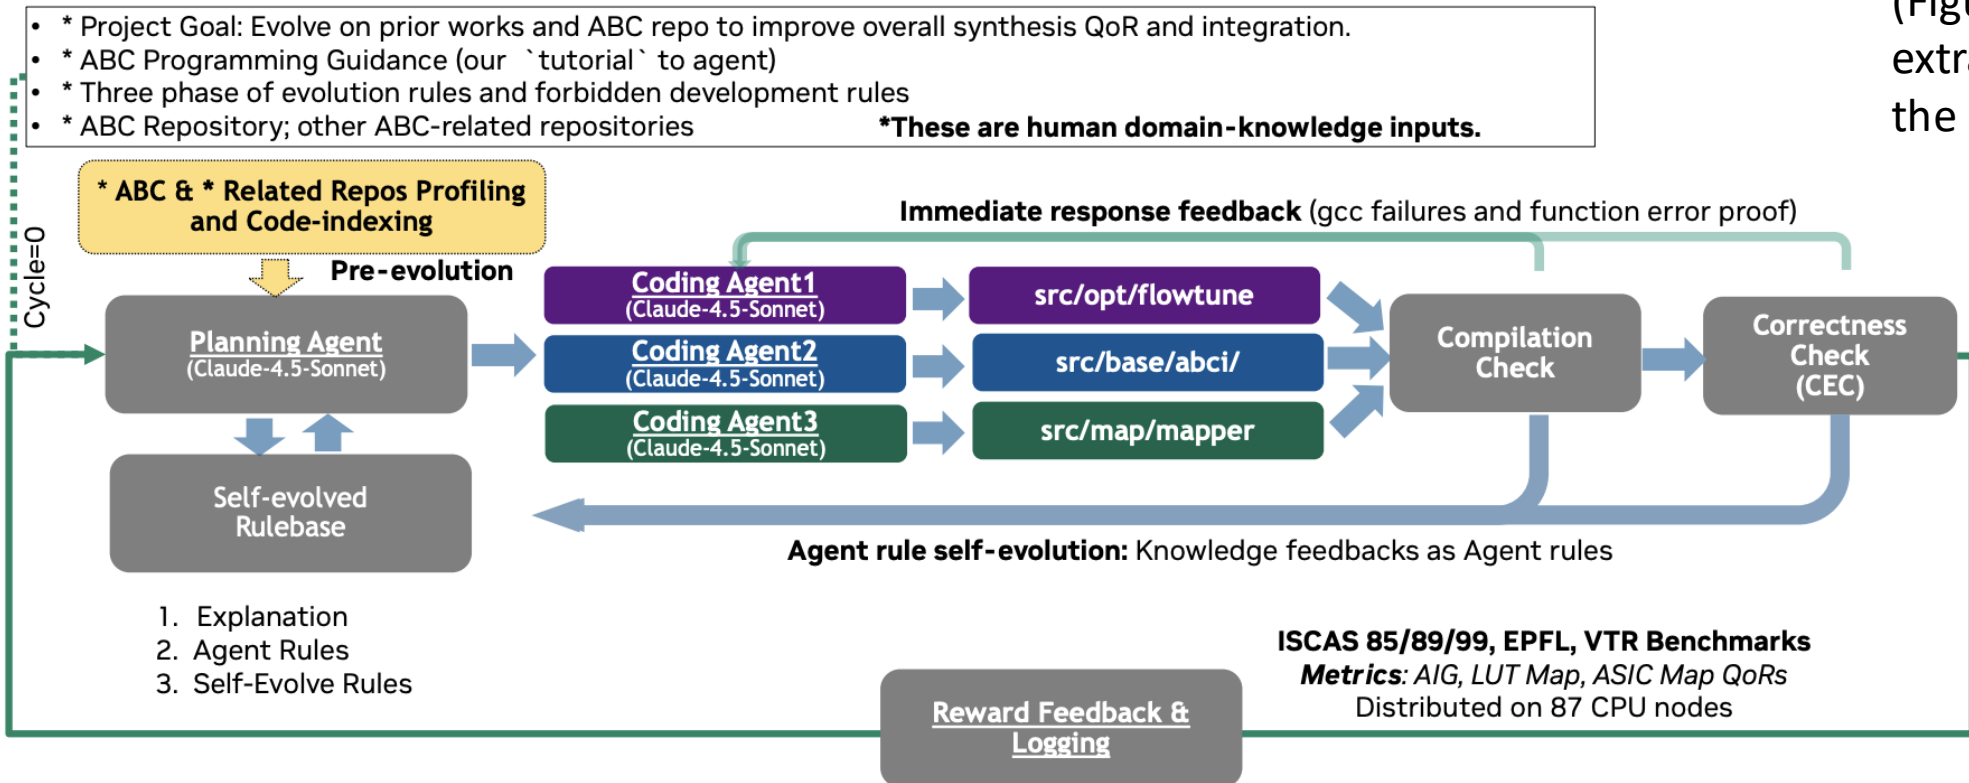 • * Project Goal: Evolve on prior works and ABC repo to improve overall synthesis QoR and integration.
• * ABC Programming Guidance (our `tutorial` to agent)
• * Three phase of evolution rules and forbidden development rules
• * ABC Repository; other ABC-related repositories
*These are human domain-knowledge inputs.
(Figu
extra
the
* ABC & * Related Repos Profiling
and Code-indexing
Cycle=0
Pre-evolution
Immediate response feedback (gcc failures and function error proof)
Planning Agent
(Claude-4.5-Sonnet)
Coding Agent1
(Claude-4.5-Sonnet)
src/opt/flowtune
Coding Agent2
(Claude-4.5-Sonnet)
src/base/abci/
Coding Agent3
(Claude-4.5-Sonnet)
src/map/mapper
Compilation
Check
Correctness
Check
(CEC)
Self-evolved
Rulebase
Agent rule self-evolution: Knowledge feedbacks as Agent rules
1. Explanation
2. Agent Rules
3. Self-Evolve Rules
ISCAS 85/89/99, EPFL, VTR Benchmarks
Metrics: AIG, LUT Map, ASIC Map QoRs
Distributed on 87 CPU nodes
Reward Feedback &
Logging